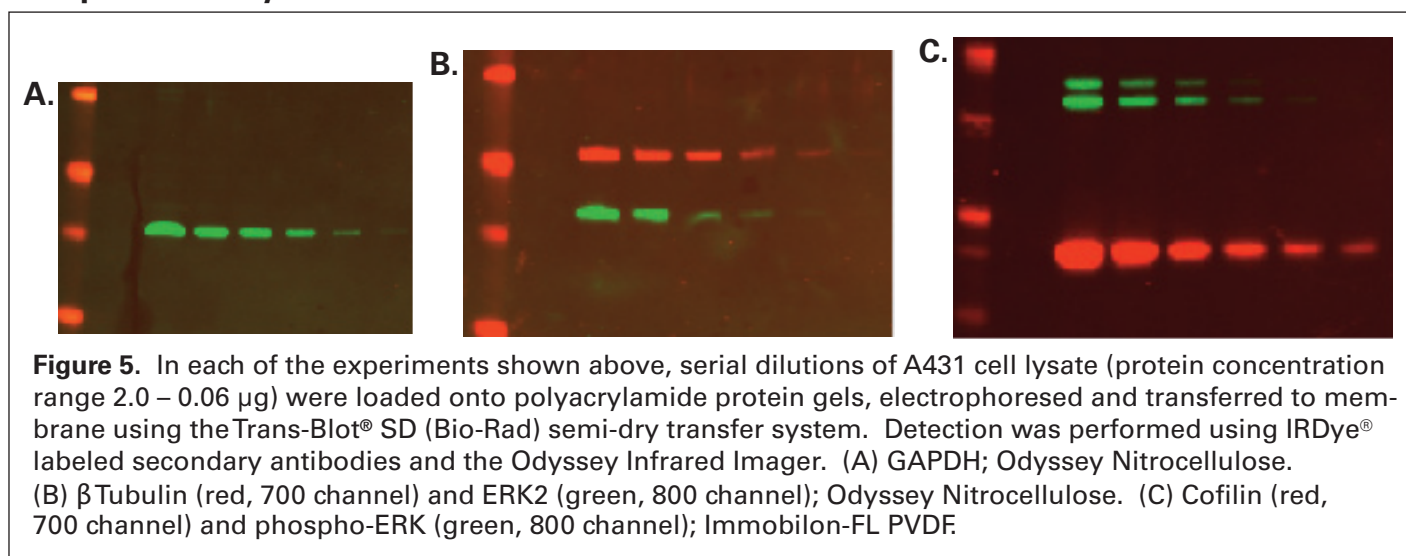 A.
B.
C.
Figure 5. In each of the experiments shown above, serial dilutions of A431 cell lysate (protein concentration
range 2.0 – 0.06 µg) were loaded onto polyacrylamide protein gels, electrophoresed and transferred to mem-
brane using the Trans-Blot® SD (Bio-Rad) semi-dry transfer system. Detection was performed using IRDye®
labeled secondary antibodies and the Odyssey Infrared Imager. (A) GAPDH; Odyssey Nitrocellulose.
(B) β Tubulin (red, 700 channel) and ERK2 (green, 800 channel); Odyssey Nitrocellulose. (C) Cofilin (red,
700 channel) and phospho-ERK (green, 800 channel); Immobilon-FL PVDF.